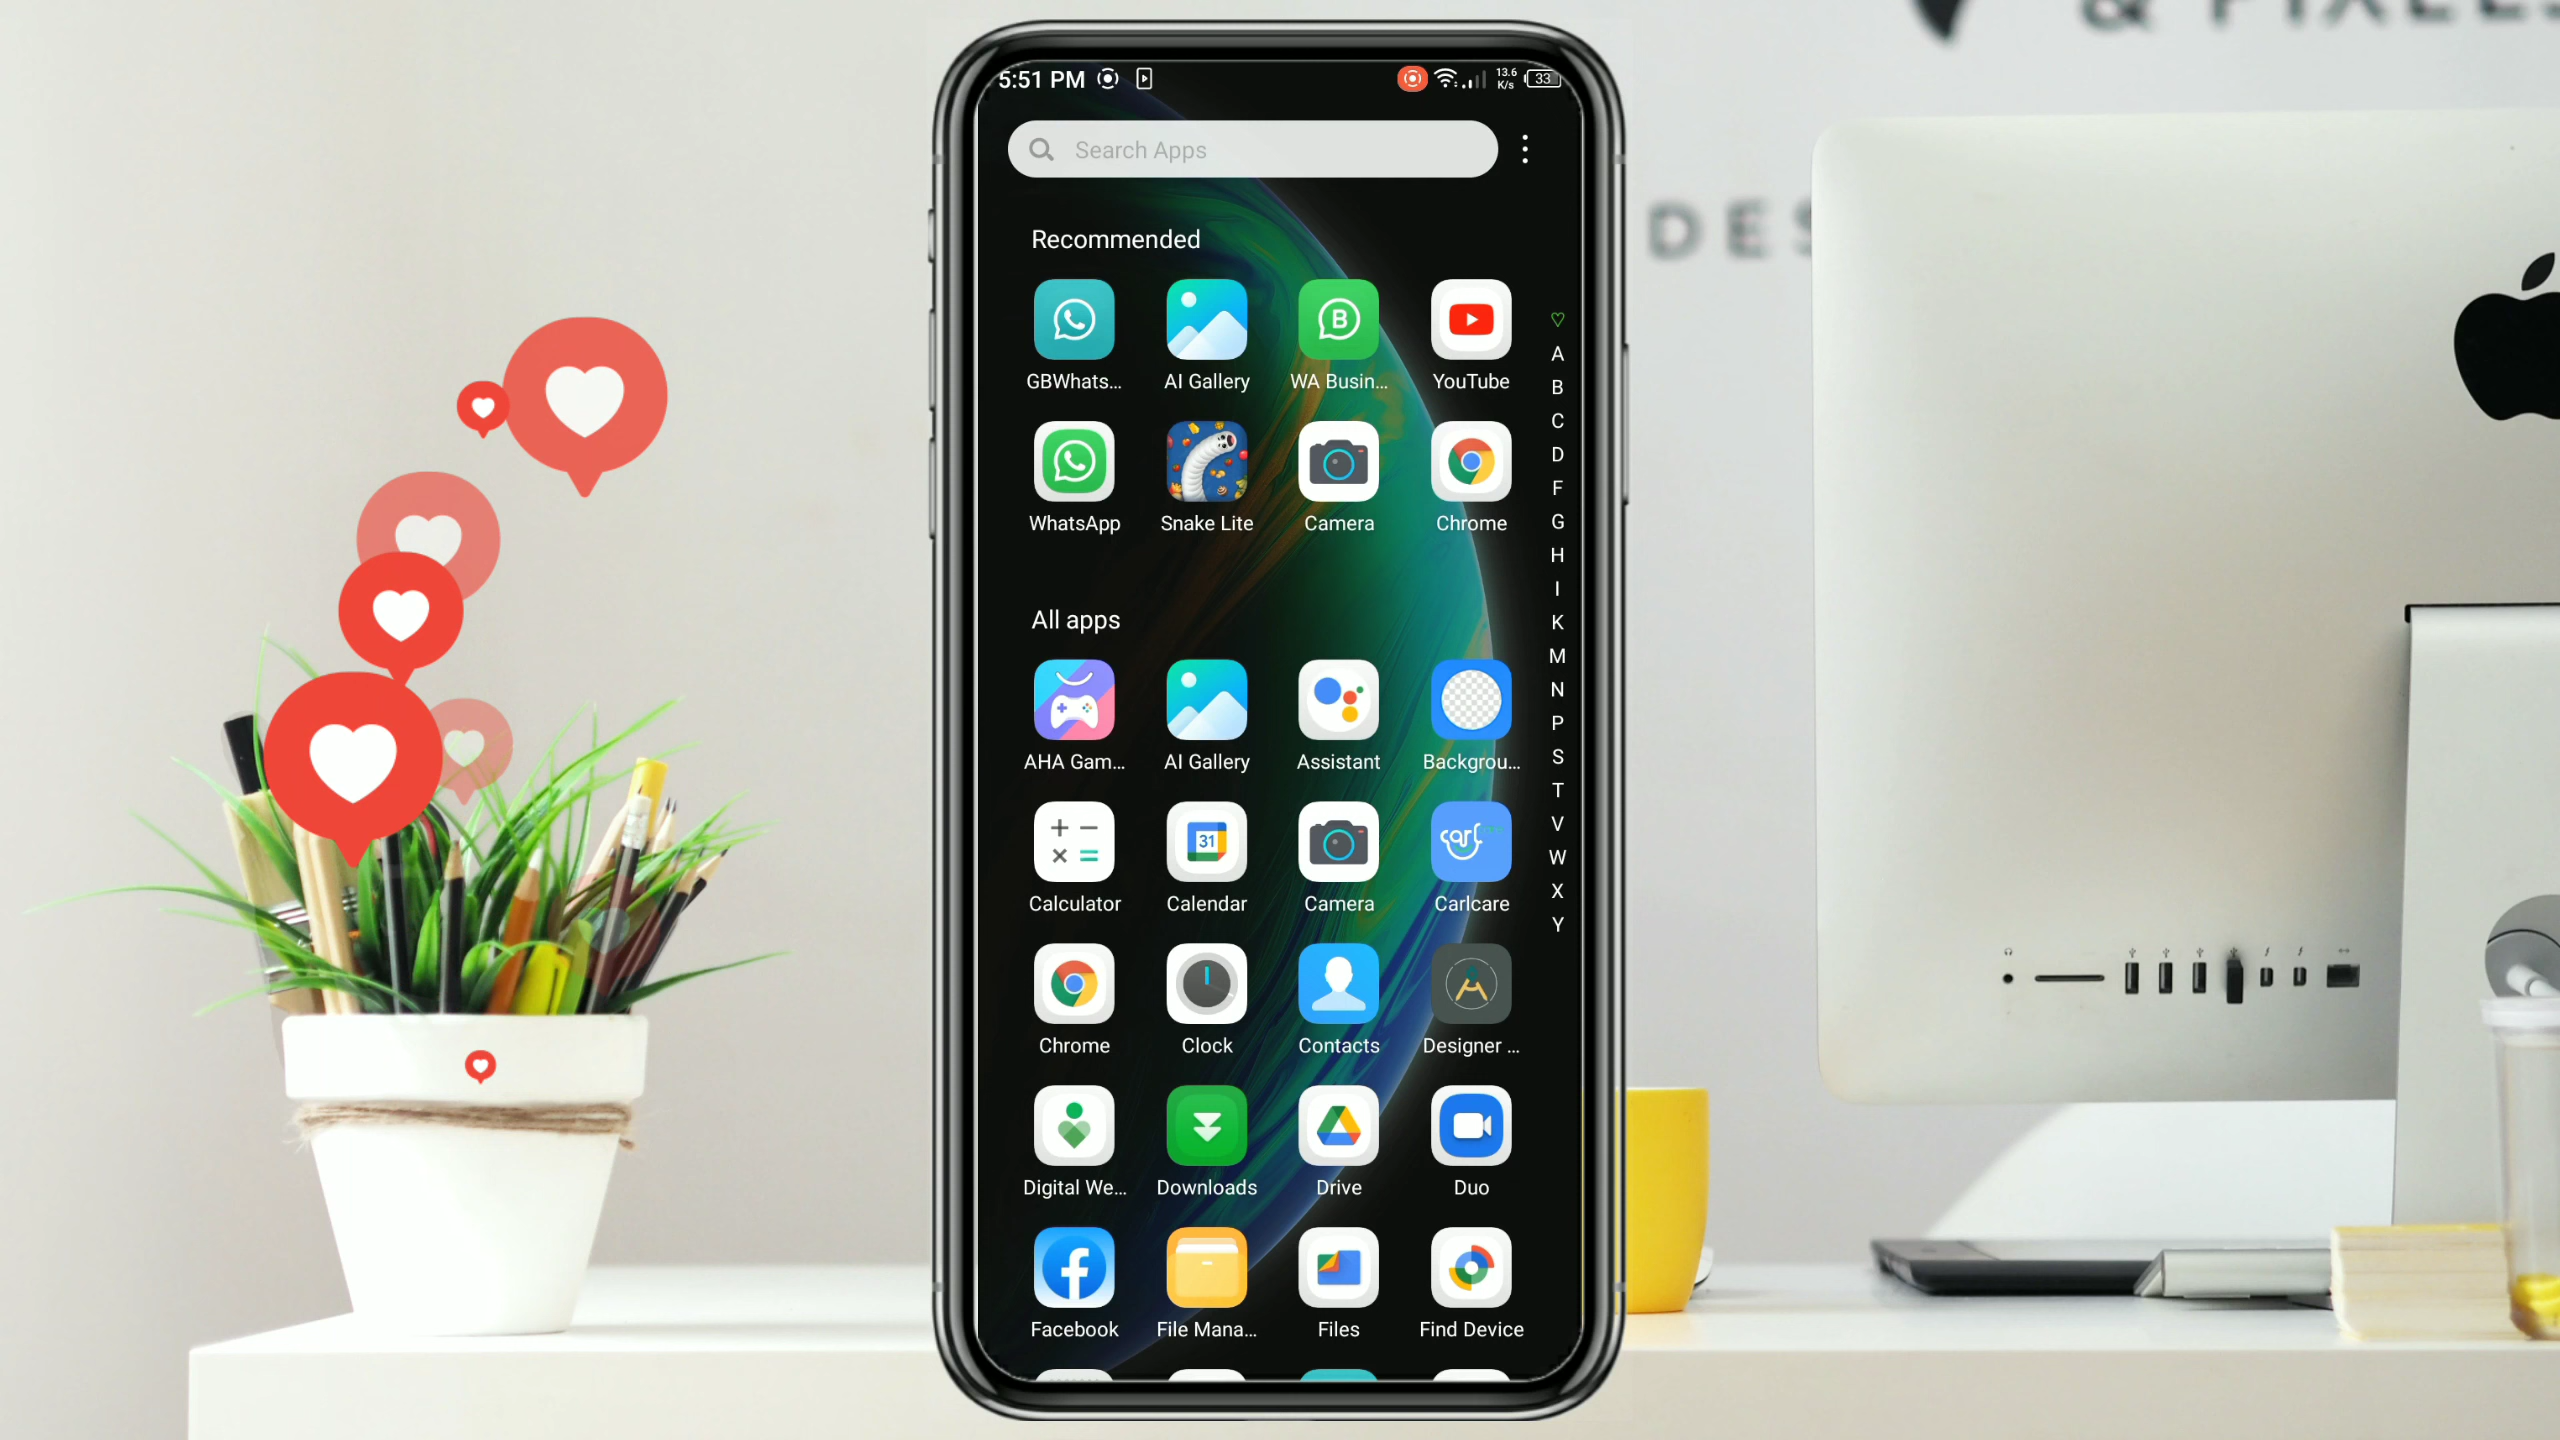 & PIXELS
DES
5:51 PM
13.6
K/s
33
Search Apps
Recommended
GBWhats...
AI Gallery
WA Busin...
YouTube
WhatsApp
Snake Lite
Camera
Chrome
All apps
AHA Gam...
AI Gallery
Assistant
Backgrou...
31
Calculator
Calendar
Camera
Carlcare
Chrome
Clock
Contacts
Designer ...
Digital We...
Downloads
Drive
Duo
Facebook
File Mana...
Files
Find Device
A
B
C
D
F
G
H
I
K
M
N
P
S
T
V
W
X
Y